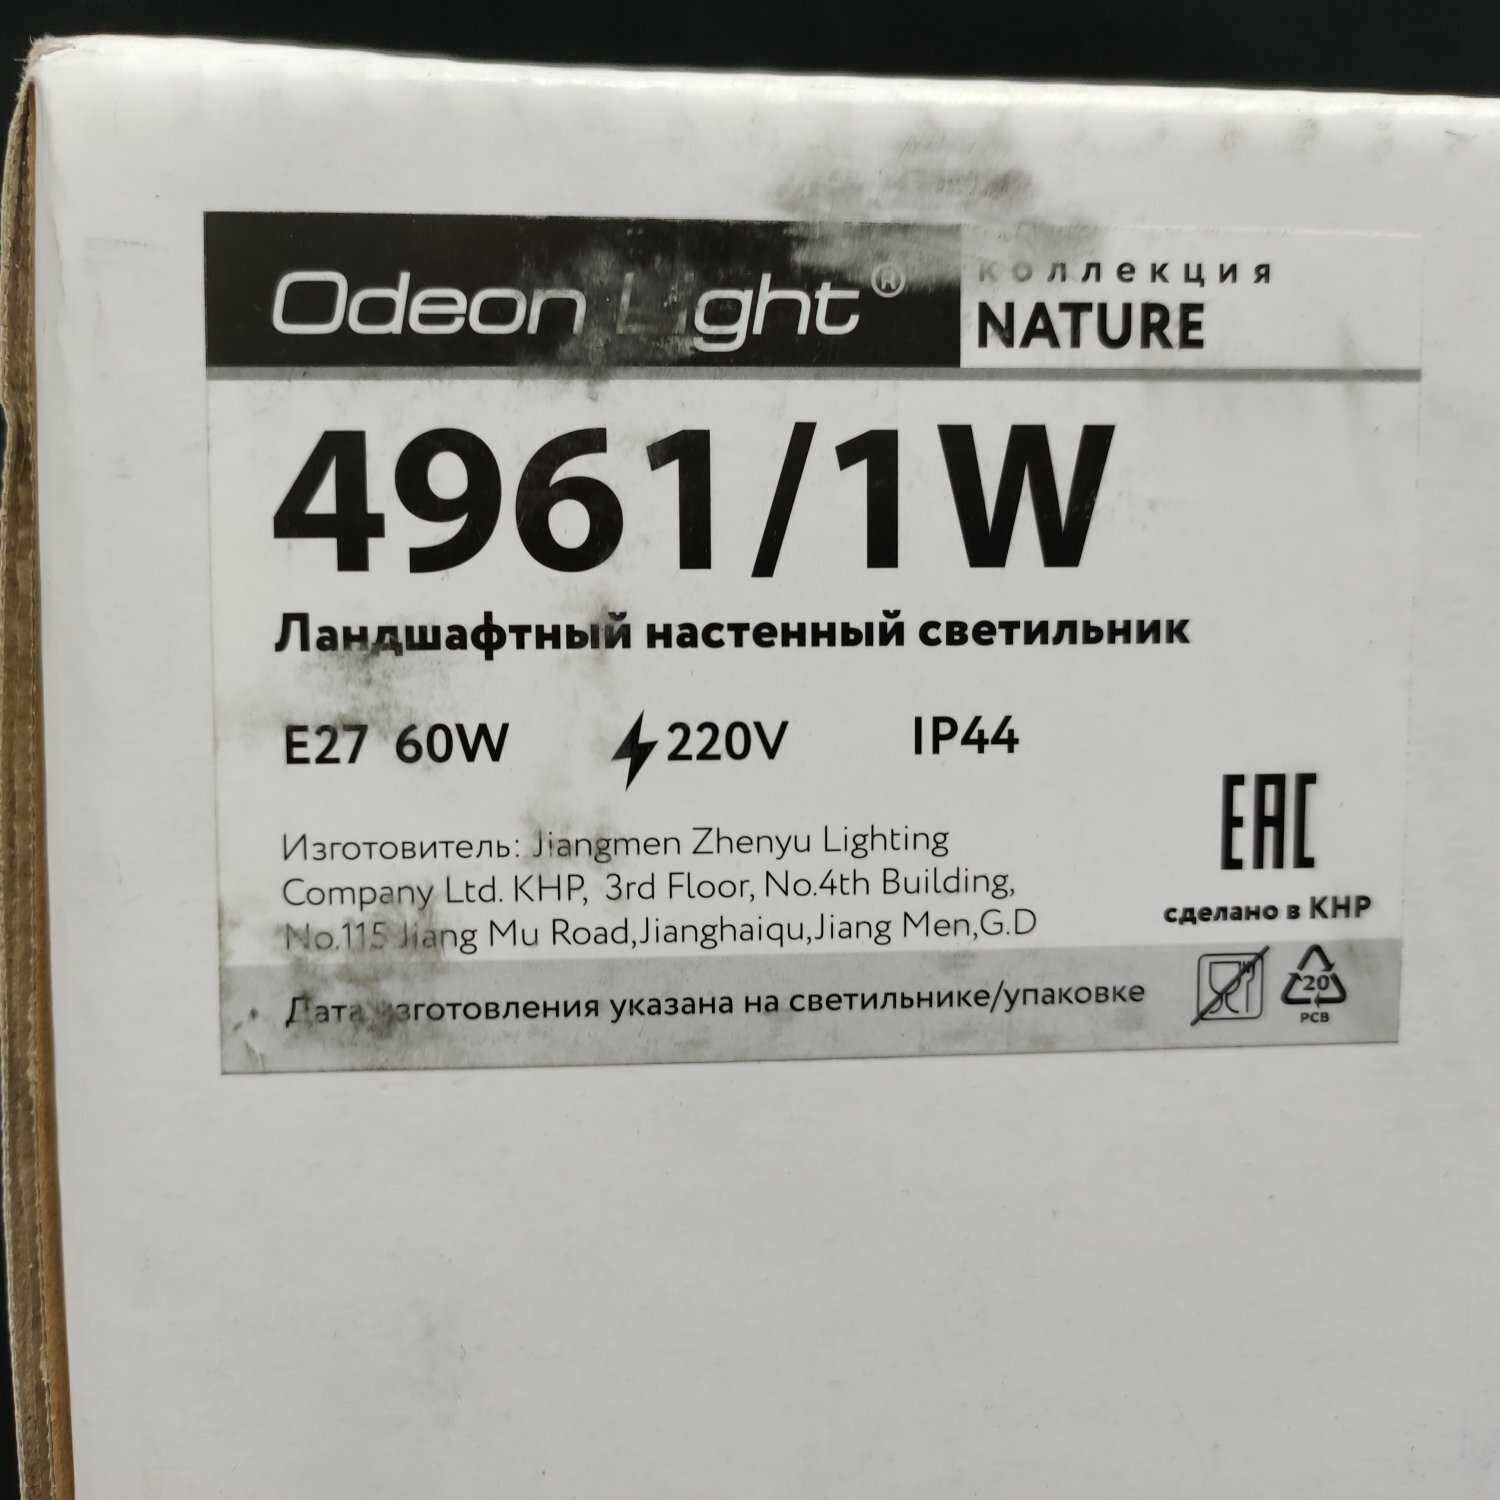 Odeon Light®
коллекция
NATURE
4961/1W
Ландшафтный настенный светильник
E27 60W 220V IP44
Изготовитель: Jiangmen Zhenyu Lighting
Company Ltd. КНР, 3rd Floor, No.4th Building,
No.115 Jiang Mu Road,Jianghaiqu,Jiang Men,G.D
EAC
сделано в КНР
Дата изготовления указана на светильнике/упаковке
20
PCB